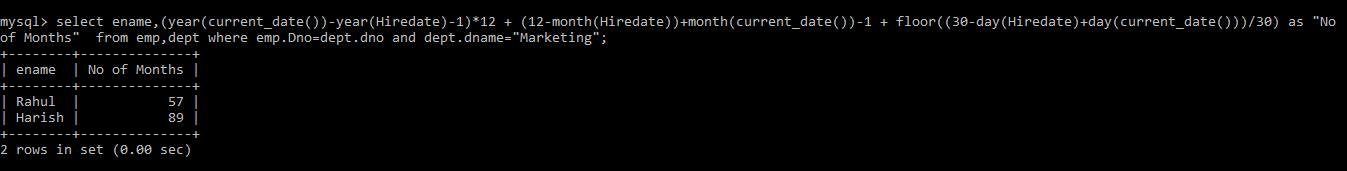 mysql> select ename,(year(current_date())-year(Hiredate)-1)*12 + (12-month(Hiredate))+month(current_date())-1 + floor((30-day(Hiredate)+day(current_date()))/30) as "No
of Months"  from emp,dept where emp.Dno=dept.dno and dept.dname="Marketing";
+--------+--------------+
| ename  | No of Months |
+--------+--------------+
| Rahul  |           57 |
| Harish |           89 |
+--------+--------------+
2 rows in set (0.00 sec)